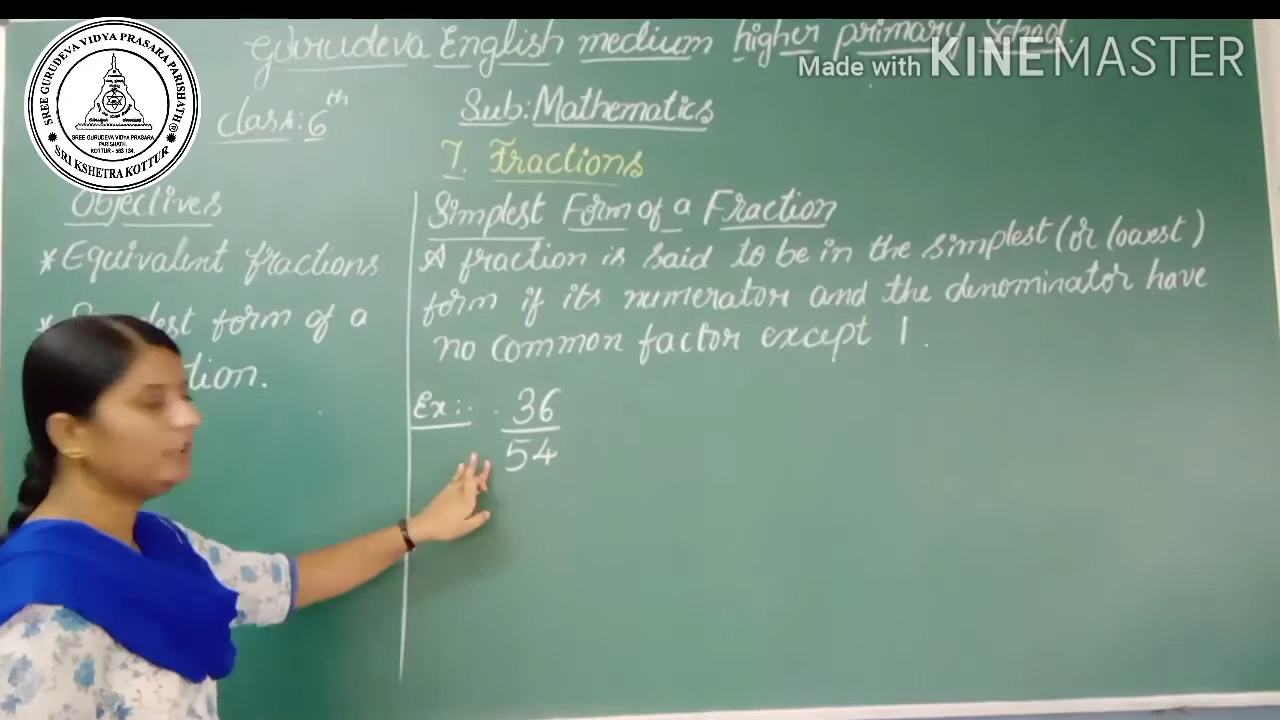 Gurudeva English medium higher primary School.
Made with KINEMASTER
SREE GURUDEVA VIDYA PRASARA PARISHATH
SREE GURUDEVA VIDYA PRASARA
PARISHATH.
KOTTUR - 583 134.
SRI KSHETRA KOTTUR
Class: 6th
Sub: Mathematics
7. Fractions
Objectives
* Equivalent fractions
* form of a
tion.
Simplest Form of a Fraction
A fraction is said to be in the simplest (or lowest)
form if its numerator and the denominator have
no common factor except 1.
Ex:- 36
54